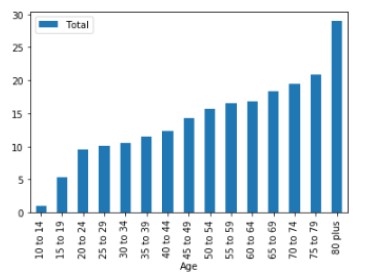 30
25
20
15
10
5
0
Total
10 to 14
15 to 19
20 to 24
25 to 29
30 to 34
35 to 39
40 to 44
45 to 49
50 to 54
55 to 59
60 to 64
65 to 69
70 to 74
75 to 79
80 plus
Age